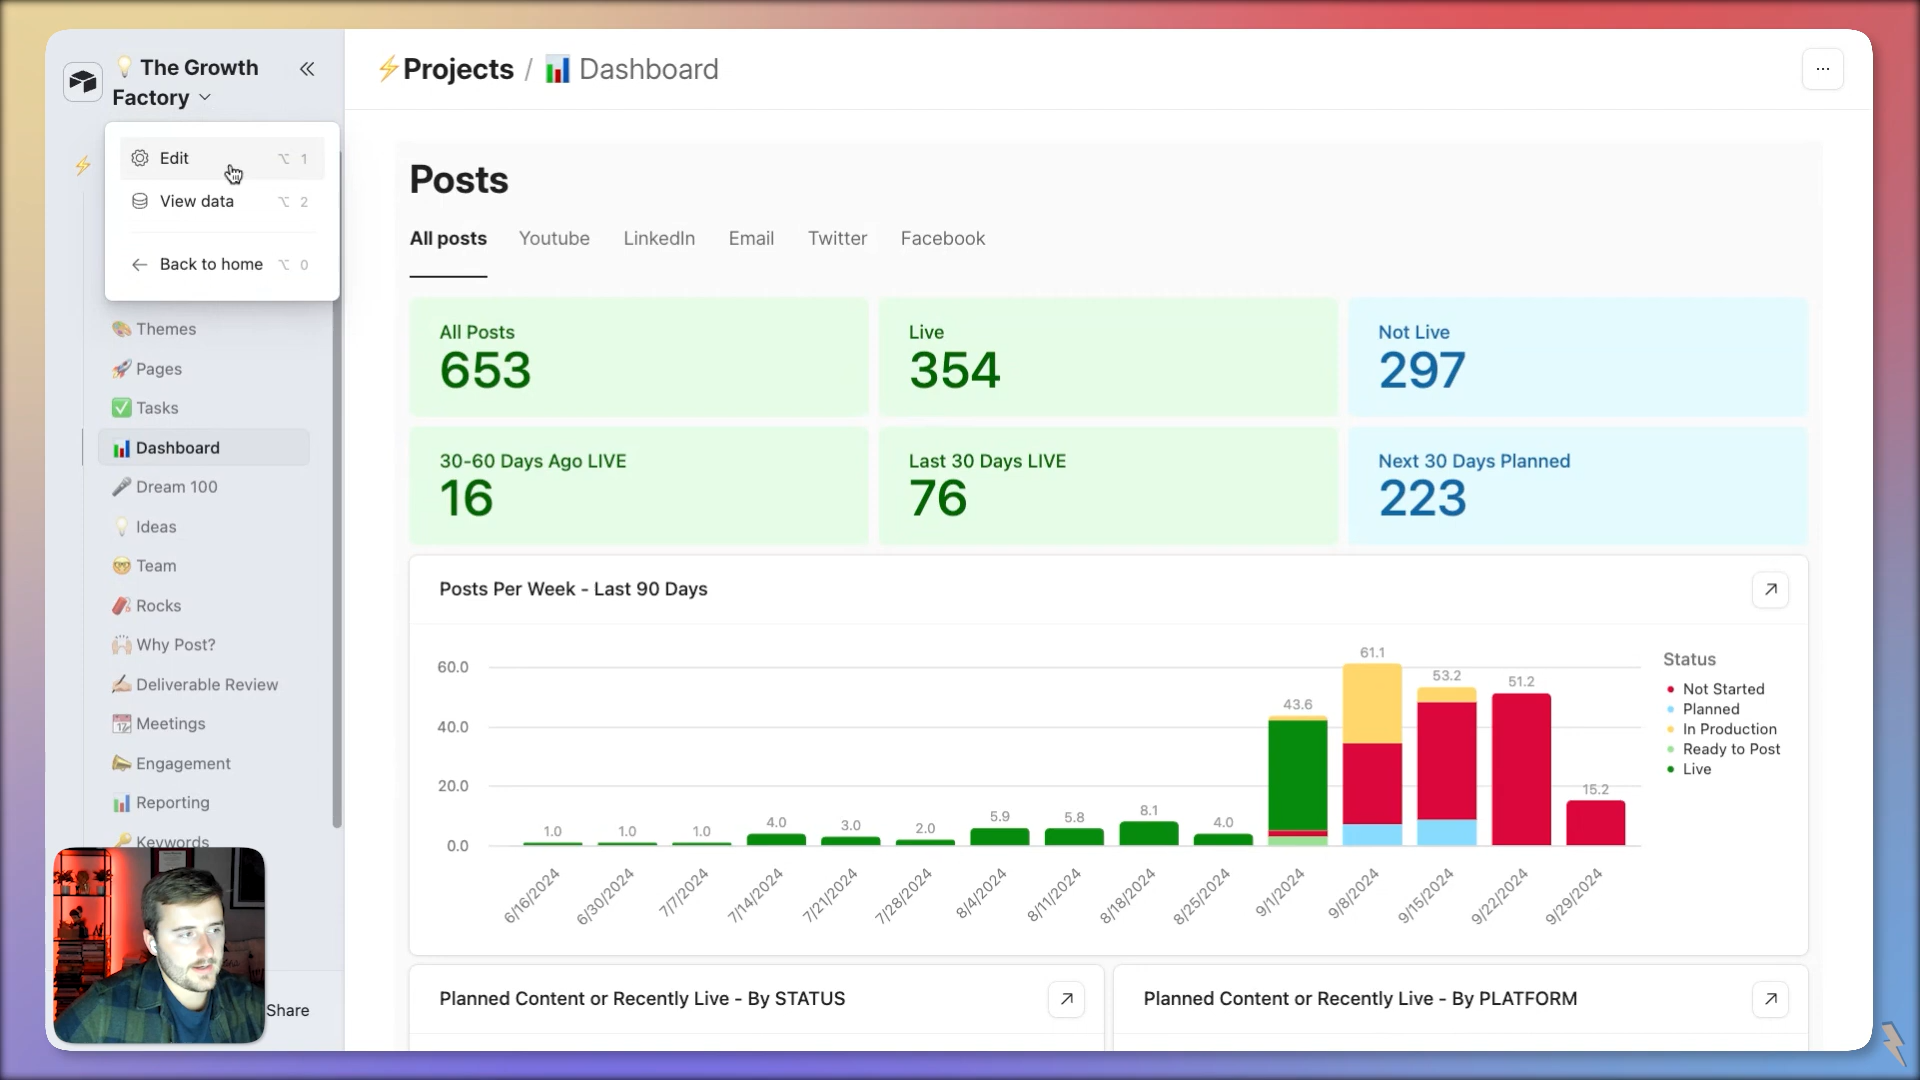 💡 The Growth
Factory
Edit ⌥ 1
View data ⌥ 2
Back to home ⌥ 0
🎨 Themes
🚀 Pages
✅ Tasks
📊 Dashboard
🎤 Dream 100
💡 Ideas
🤓 Team
🧨 Rocks
🙌🏻 Why Post?
✍🏻 Deliverable Review
📆 Meetings
📣 Engagement
📊 Reporting
🔑 Keywords
Share
⚡Projects / 📊 Dashboard
Posts
All posts Youtube LinkedIn Email Twitter Facebook
All Posts
653
Live
354
Not Live
297
30-60 Days Ago LIVE
16
Last 30 Days LIVE
76
Next 30 Days Planned
223
Posts Per Week - Last 90 Days
60.0
40.0
20.0
0.0
1.0 1.0 1.0 4.0 3.0 2.0 5.9 5.8 8.1 4.0 43.6 61.1 53.2 51.2 15.2
6/16/2024 6/30/2024 7/7/2024 7/14/2024 7/21/2024 7/28/2024 8/4/2024 8/11/2024 8/18/2024 8/25/2024 9/1/2024 9/8/2024 9/15/2024 9/22/2024 9/29/2024
Status
Not Started
Planned
In Production
Ready to Post
Live
Planned Content or Recently Live - By STATUS
Planned Content or Recently Live - By PLATFORM